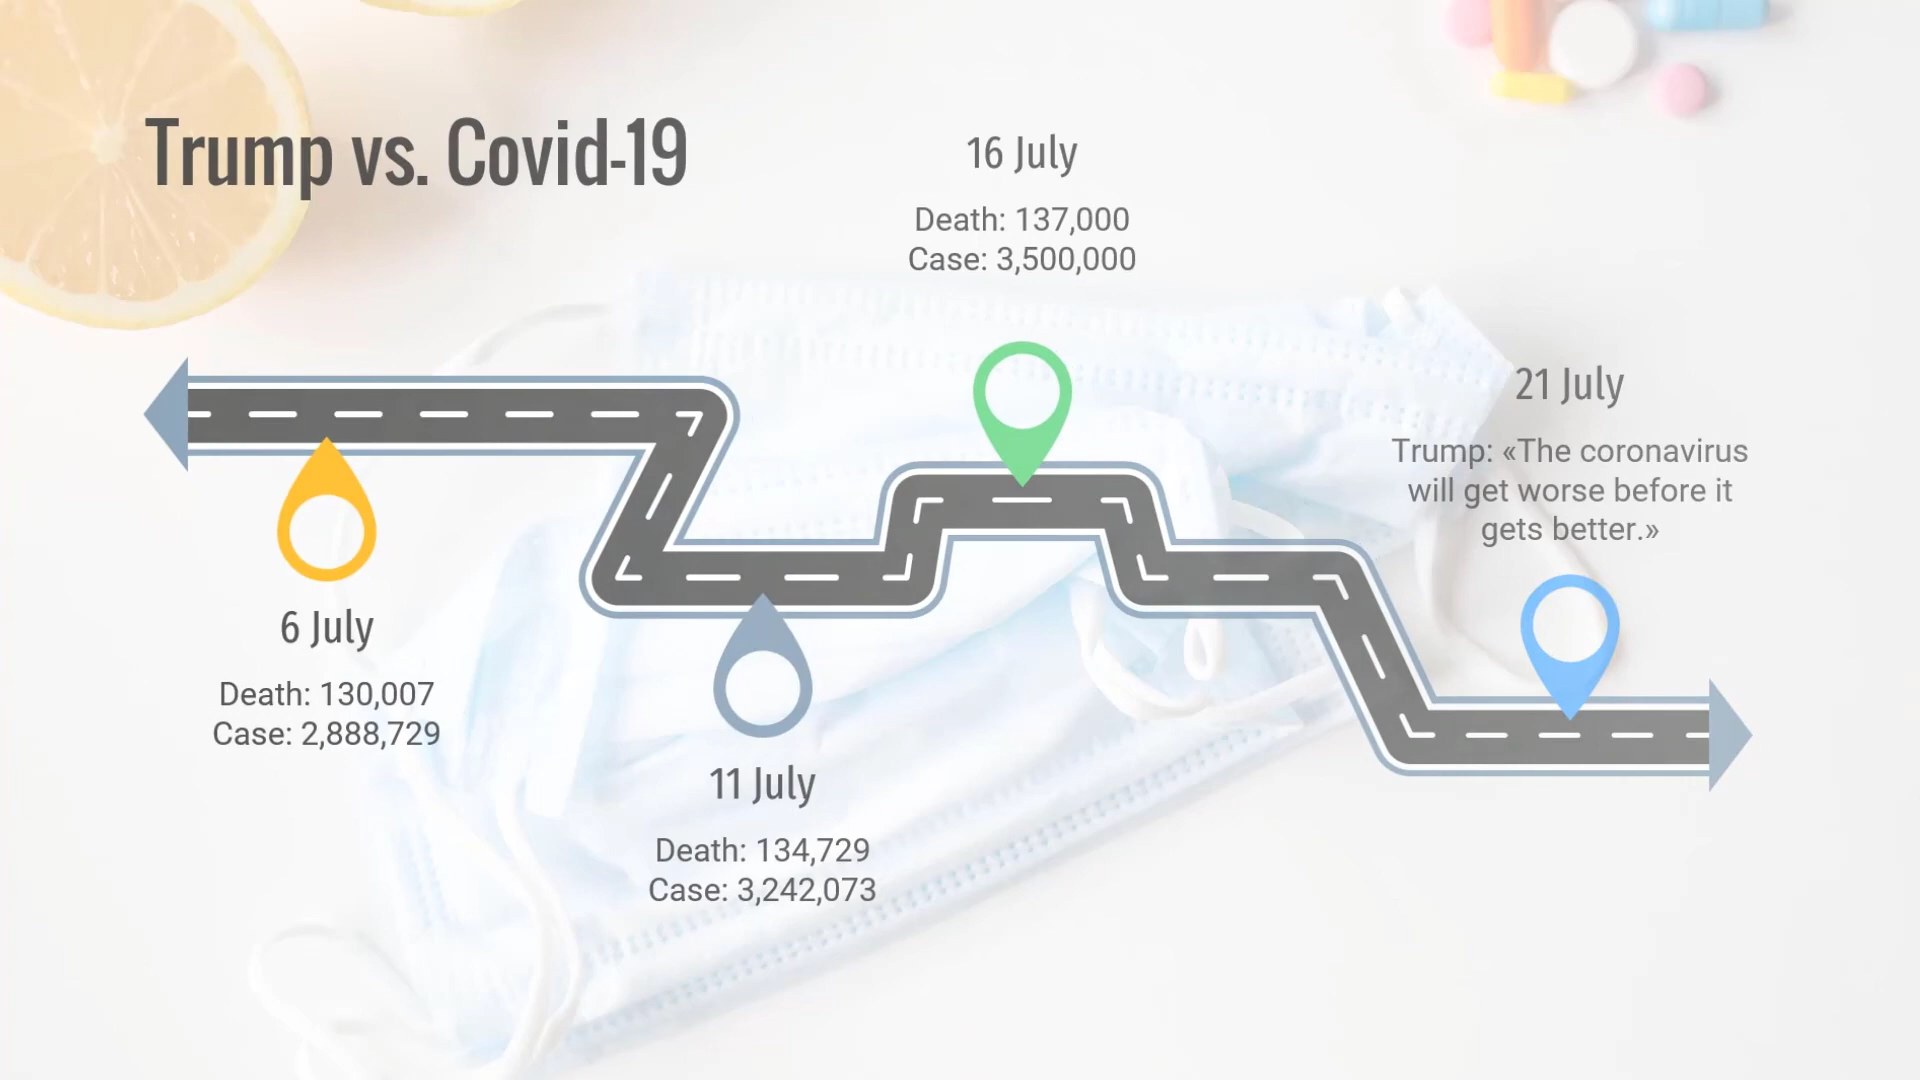 Trump vs. Covid-19
16 July
Death: 137,000
Case: 3,500,000
21 July
Trump: «The coronavirus
will get worse before it
gets better.»
6 July
Death: 130,007
Case: 2,888,729
11 July
Death: 134,729
Case: 3,242,073